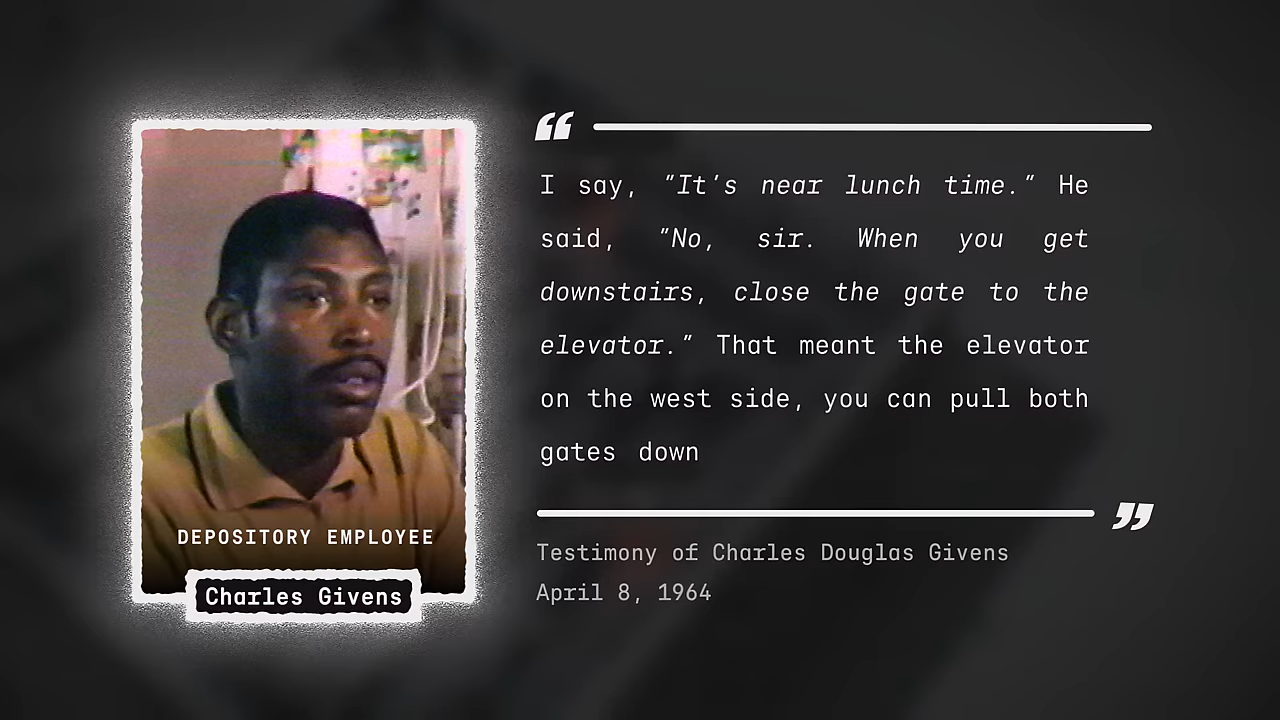 “
I say, "It's near lunch time." He
said, "No, sir. When you get
downstairs, close the gate to the
elevator." That meant the elevator
on the west side, you can pull both
gates down
”
DEPOSITORY EMPLOYEE
Charles Givens
Testimony of Charles Douglas Givens
April 8, 1964